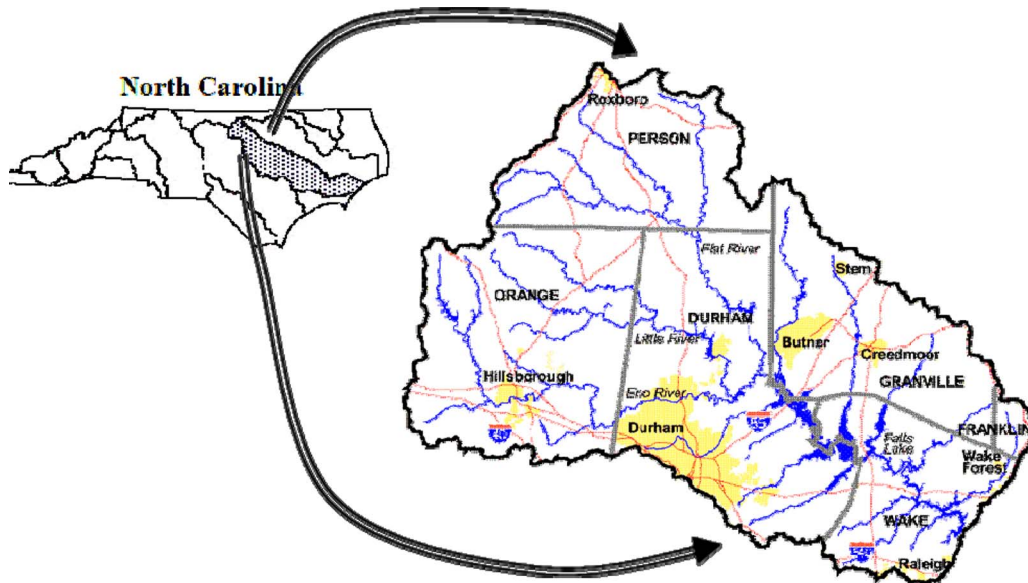 North Carolina
Roxboro
PERSON
Flat River
Stem
ORANGE
DURHAM
Little River
Butner
Creedmoor
Hillsborough
GRANVILLE
Eno River
Durham
FRANKLIN
Falls
Lake
Wake
Forest
WAKE
Raleigh